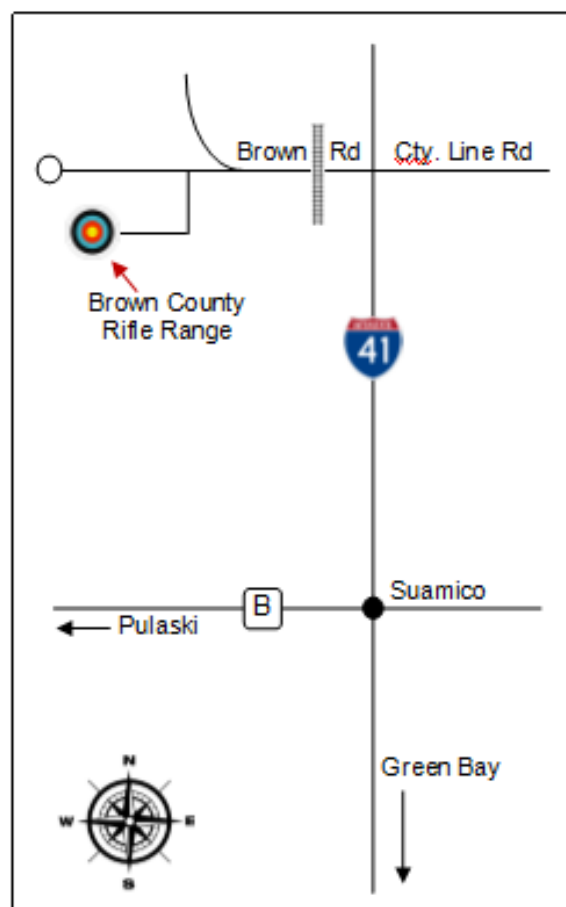 Brown Rd Cty. Line Rd
Brown County
Rifle Range
41
Suamico
B
Pulaski
Green Bay
N
W E
S